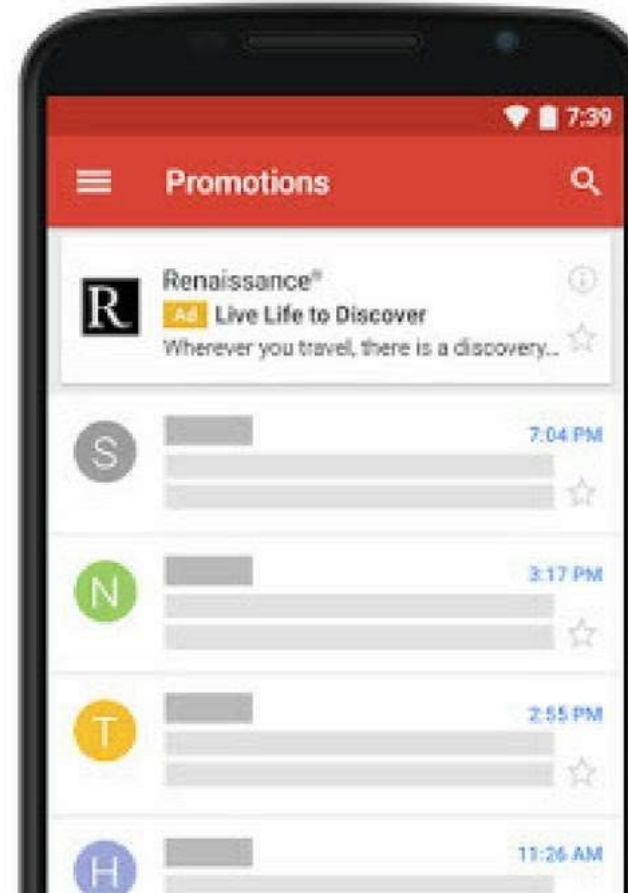 7:39
Promotions
R
Renaissance®
Ad Live Life to Discover
Wherever you travel, there is a discovery...
S
7:04 PM
N
3:17 PM
T
2:55 PM
H
11:26 AM